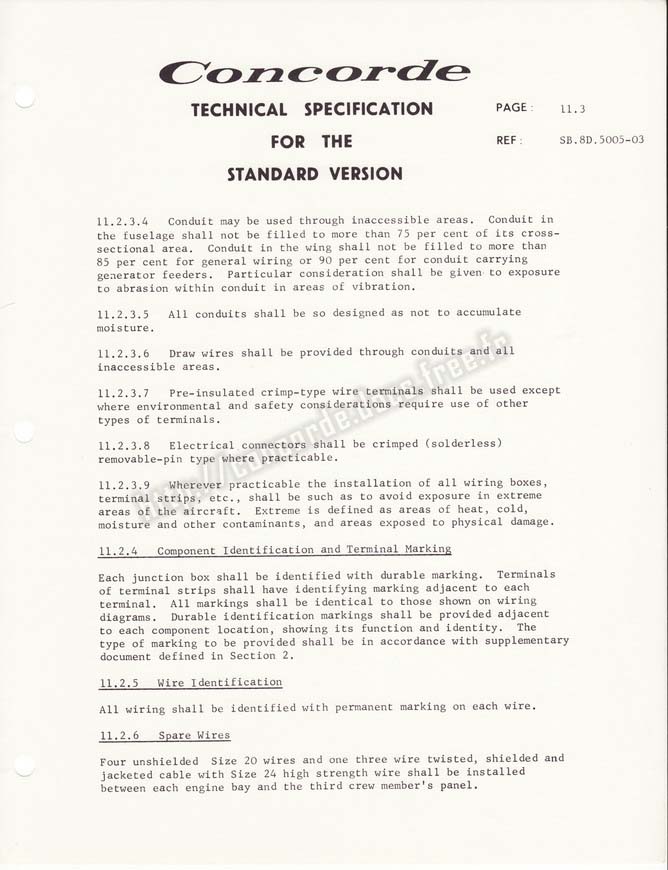 Concorde
TECHNICAL SPECIFICATION
FOR THE
STANDARD VERSION
PAGE: 11.3
REF: SB.8D.5005-03
11.2.3.4 Conduit may be used through inaccessible areas. Conduit in
the fuselage shall not be filled to more than 75 per cent of its cross-
sectional area. Conduit in the wing shall not be filled to more than
85 per cent for general wiring or 90 per cent for conduit carrying
generator feeders. Particular consideration shall be given to exposure
to abrasion within conduit in areas of vibration.
11.2.3.5 All conduits shall be so designed as not to accumulate
moisture.
11.2.3.6 Draw wires shall be provided through conduits and all
inaccessible areas.
11.2.3.7 Pre-insulated crimp-type wire terminals shall be used except
where environmental and safety considerations require use of other
types of terminals.
11.2.3.8 Electrical connectors shall be crimped (solderless)
removable-pin type where practicable.
11.2.3.9 Wherever practicable the installation of all wiring boxes,
terminal strips, etc., shall be such as to avoid exposure in extreme
areas of the aircraft. Extreme is defined as areas of heat, cold,
moisture and other contaminants, and areas exposed to physical damage.
11.2.4 Component Identification and Terminal Marking
Each junction box shall be identified with durable marking. Terminals
of terminal strips shall have identifying marking adjacent to each
terminal. All markings shall be identical to those shown on wiring
diagrams. Durable identification markings shall be provided adjacent
to each component location, showing its function and identity. The
type of marking to be provided shall be in accordance with supplementary
document defined in Section 2.
11.2.5 Wire Identification
All wiring shall be identified with permanent marking on each wire.
11.2.6 Spare Wires
Four unshielded Size 20 wires and one three wire twisted, shielded and
jacketed cable with Size 24 high strength wire shall be installed
between each engine bay and the third crew member's panel.